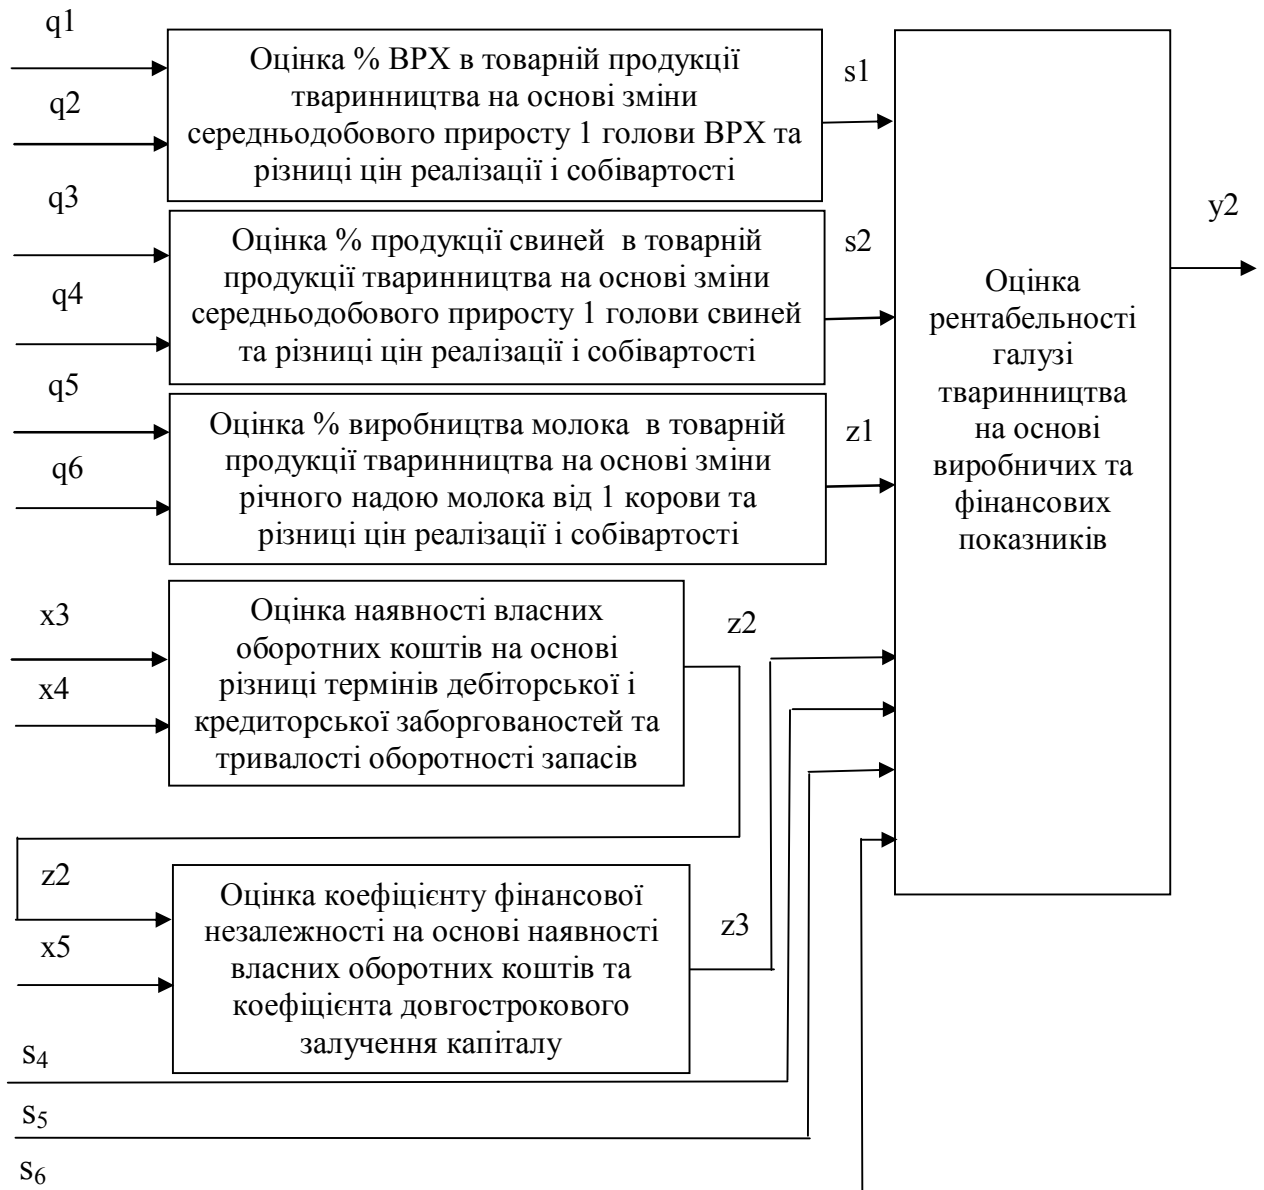 q1
Оцінка % ВРХ в товарній продукції
тваринництва на основі зміни
середньодобового приросту 1 голови ВРХ та
різниці цін реалізації і собівартості
q2
s1
q3
Оцінка % продукції свиней в товарній
продукції тваринництва на основі зміни
середньодобового приросту 1 голови свиней
та різниці цін реалізації і собівартості
q4
s2
q5
Оцінка % виробництва молока в товарній
продукції тваринництва на основі зміни
річного надою молока від 1 корови та
різниці цін реалізації і собівартості
q6
z1
x3
Оцінка наявності власних
оборотних коштів на основі
різниці термінів дебіторської і
кредиторської заборгованостей та
тривалості оборотності запасів
x4
z2
z2
Оцінка коефіцієнту фінансової
незалежності на основі наявності
власних оборотних коштів та
коефіцієнта довгострокового
залучення капіталу
x5
z3
s4
s5
s6
Оцінка
рентабельності
галузі
тваринництва
на основі
виробничих та
фінансових
показників
y2